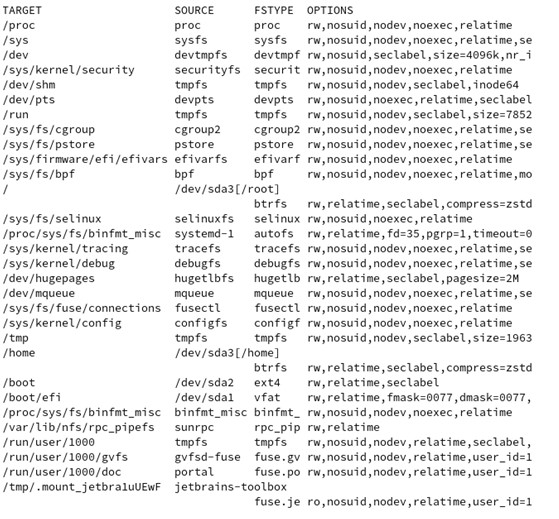 TARGET SOURCE FSTYPE OPTIONS
/proc proc proc rw,nosuid,nodev,noexec,relatime
/sys sysfs sysfs rw,nosuid,nodev,noexec,relatime,se
/dev devtmpfs devtmpf rw,nosuid,seclabel,size=4096k,nr_i
/sys/kernel/security securityfs securit rw,nosuid,nodev,noexec,relatime
/dev/shm tmpfs tmpfs rw,nosuid,nodev,seclabel,inode64
/dev/pts devpts devpts rw,nosuid,noexec,relatime,seclabel
/run tmpfs tmpfs rw,nosuid,nodev,seclabel,size=7852
/sys/fs/cgroup cgroup2 cgroup2 rw,nosuid,nodev,noexec,relatime,se
/sys/fs/pstore pstore pstore rw,nosuid,nodev,noexec,relatime,se
/sys/firmware/efi/efivars efivarfs efivarf rw,nosuid,nodev,noexec,relatime
/sys/fs/bpf bpf bpf rw,nosuid,nodev,noexec,relatime,mo
/ /dev/sda3[/root]
btrfs rw,relatime,seclabel,compress=zstd
/sys/fs/selinux selinuxfs selinux rw,nosuid,noexec,relatime
/proc/sys/fs/binfmt_misc systemd-1 autofs rw,relatime,fd=35,pgrp=1,timeout=0
/sys/kernel/tracing tracefs tracefs rw,nosuid,nodev,noexec,relatime,se
/sys/kernel/debug debugfs debugfs rw,nosuid,nodev,noexec,relatime,se
/dev/hugepages hugetlbfs hugetlb rw,relatime,seclabel,pagesize=2M
/dev/mqueue mqueue mqueue rw,nosuid,nodev,noexec,relatime,se
/sys/fs/fuse/connections fusectl fusectl rw,nosuid,nodev,noexec,relatime
/sys/kernel/config configfs configf rw,nosuid,nodev,noexec,relatime
/tmp tmpfs tmpfs rw,nosuid,nodev,seclabel,size=1963
/home /dev/sda3[/home]
btrfs rw,relatime,seclabel,compress=zstd
/boot /dev/sda2 ext4 rw,relatime,seclabel
/boot/efi /dev/sda1 vfat rw,relatime,fmask=0077,dmask=0077,
/proc/sys/fs/binfmt_misc binfmt_misc binfmt_ rw,nosuid,nodev,noexec,relatime
/var/lib/nfs/rpc_pipefs sunrpc rpc_pip rw,relatime
/run/user/1000 tmpfs tmpfs rw,nosuid,nodev,relatime,seclabel,
/run/user/1000/gvfs gvfsd-fuse fuse.gv rw,nosuid,nodev,relatime,user_id=1
/run/user/1000/doc portal fuse.po rw,nosuid,nodev,relatime,user_id=1
/tmp/.mount_jetbra1uUEwF jetbrains-toolbox
fuse.je ro,nosuid,nodev,relatime,user_id=1